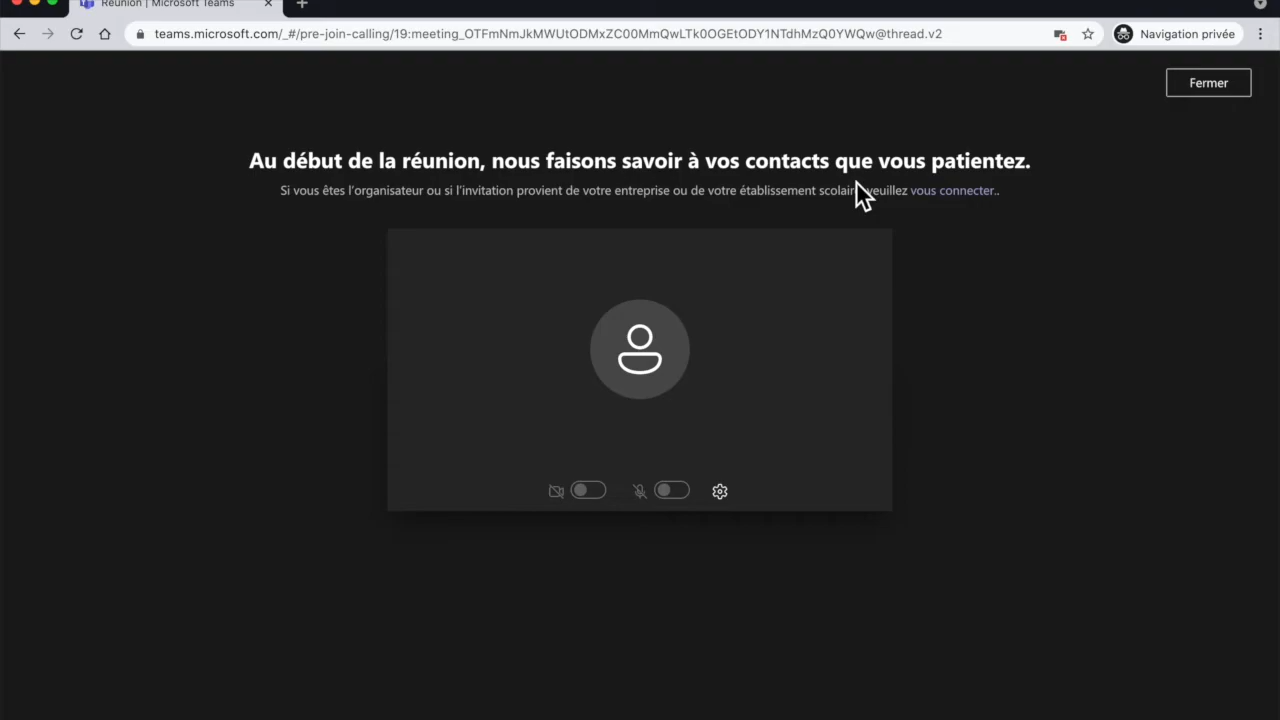 Réunion | Microsoft Teams
teams.microsoft.com/_#/pre-join-calling/19:meeting_OTFmNmJkMWUtODMxZC00MmQwLTk0OGEtODY1NTdhMzQ0YWQw@thread.v2
Navigation privée
Fermer
Au début de la réunion, nous faisons savoir à vos contacts que vous patientez.
Si vous êtes l'organisateur ou si l'invitation provient de votre entreprise ou de votre établissement scolair veuillez vous connecter..